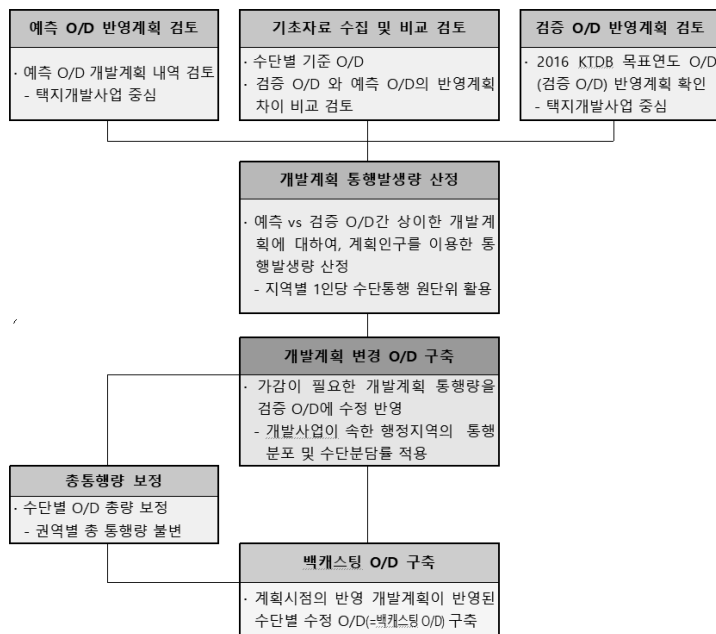 예측 O/D 반영계획 검토
· 예측 O/D 개발계획 내역 검토
- 택지개발사업 중심
기초자료 수집 및 비교 검토
· 수단별 기준 O/D
· 검증 O/D 와 예측 O/D의 반영계획
차이 비교 검토
검증 O/D 반영계획 검토
· 2016 KTDB 목표연도 O/D
(검증 O/D) 반영계획 확인
- 택지개발사업 중심
개발계획 통행발생량 산정
· 예측 vs 검증 O/D간 상이한 개발계
획에 대하여, 계획인구를 이용한 통
행발생량 산정
- 지역별 1인당 수단통행 원단위 활용
개발계획 변경 O/D 구축
· 가감이 필요한 개발계획 통행량을
검증 O/D에 수정 반영
- 개발사업이 속한 행정지역의 통행
분포 및 수단분담률 적용
총통행량 보정
· 수단별 O/D 총량 보정
- 권역별 총 통행량 불변
백캐스팅 O/D 구축
· 계획시점의 반영 개발계획이 반영된
수단별 수정 O/D(=백캐스팅 O/D) 구축